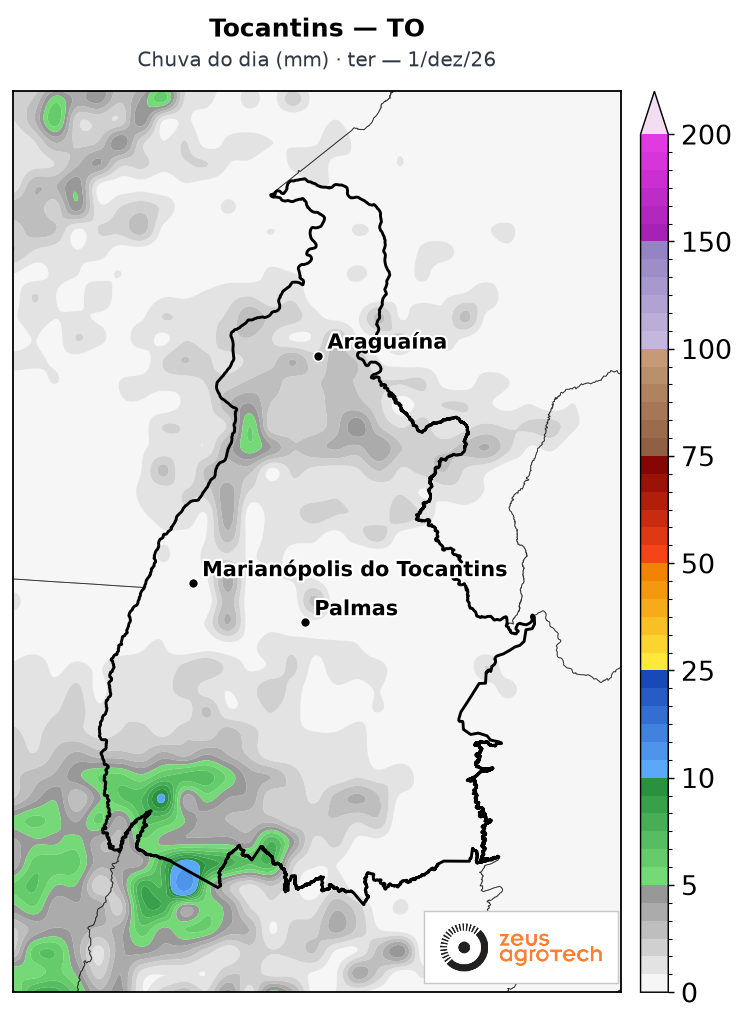 Tocantins — TO
Chuva do dia (mm) · ter — 1/dez/26
200
150
100
75
50
25
10
5
0
Araguaína
Marianópolis do Tocantins
Palmas
zeus
agrotech